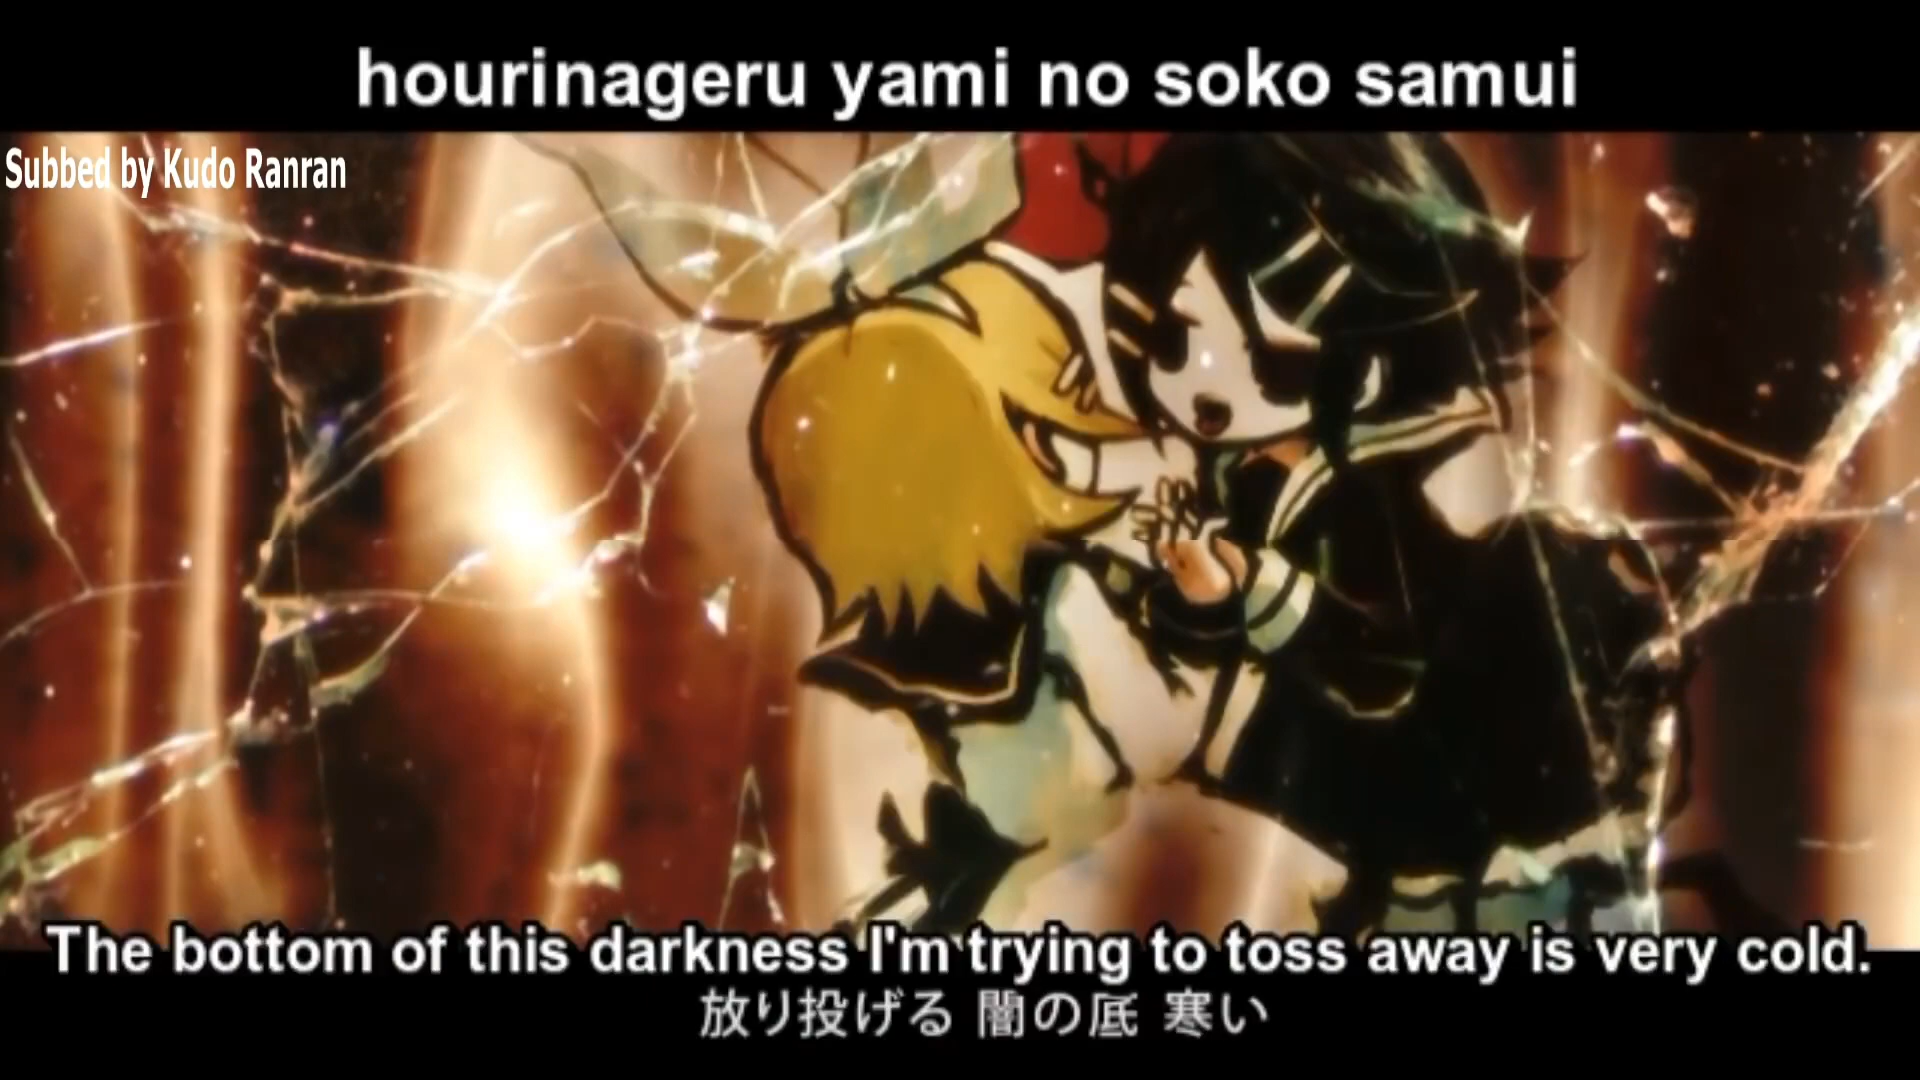 hourinageru yami no soko samui
Subbed by Kudo Ranran
The bottom of this darkness I'm trying to toss away is very cold.
放り投げる 闇の底 寒い